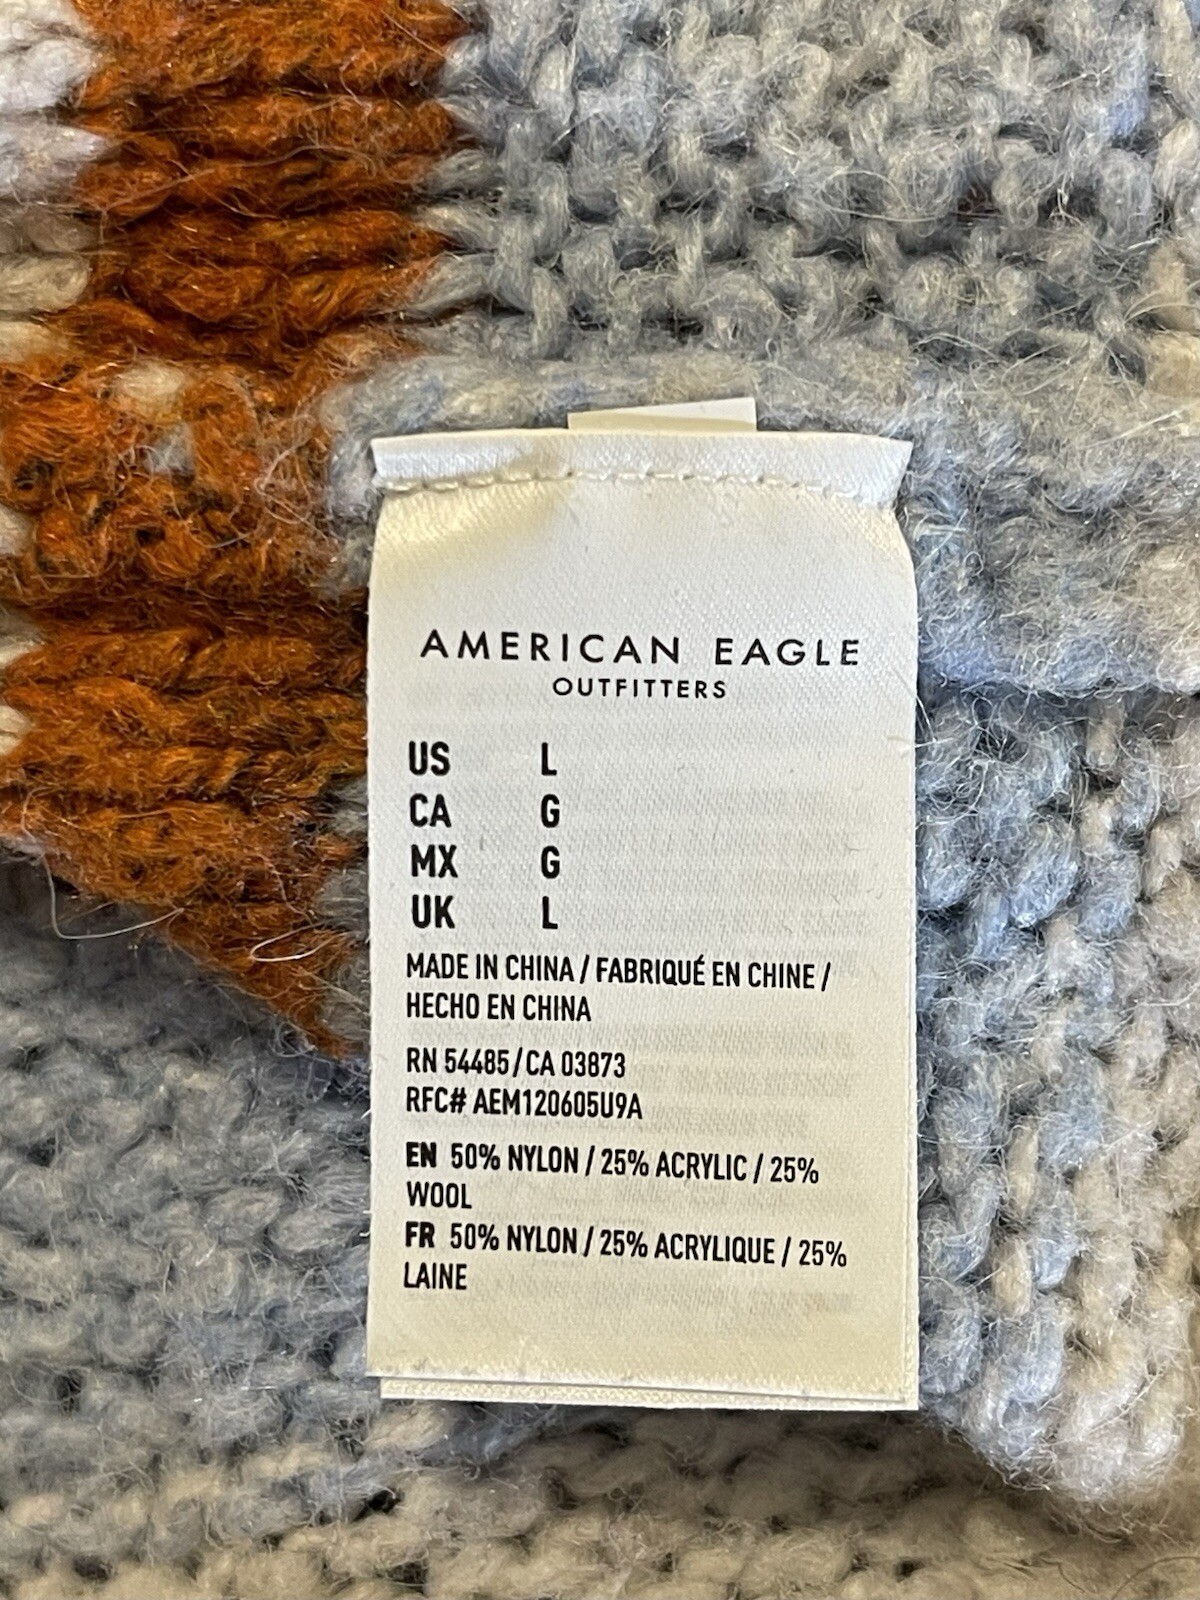 AMERICAN EAGLE
OUTFITTERS
US L
CA G
MX G
UK L
MADE IN CHINA / FABRIQUÉ EN CHINE /
HECHO EN CHINA
RN 54485/CA 03873
RFC# AEM120605U9A
EN 50% NYLON / 25% ACRYLIC / 25%
WOOL
FR 50% NYLON / 25% ACRYLIQUE / 25%
LAINE